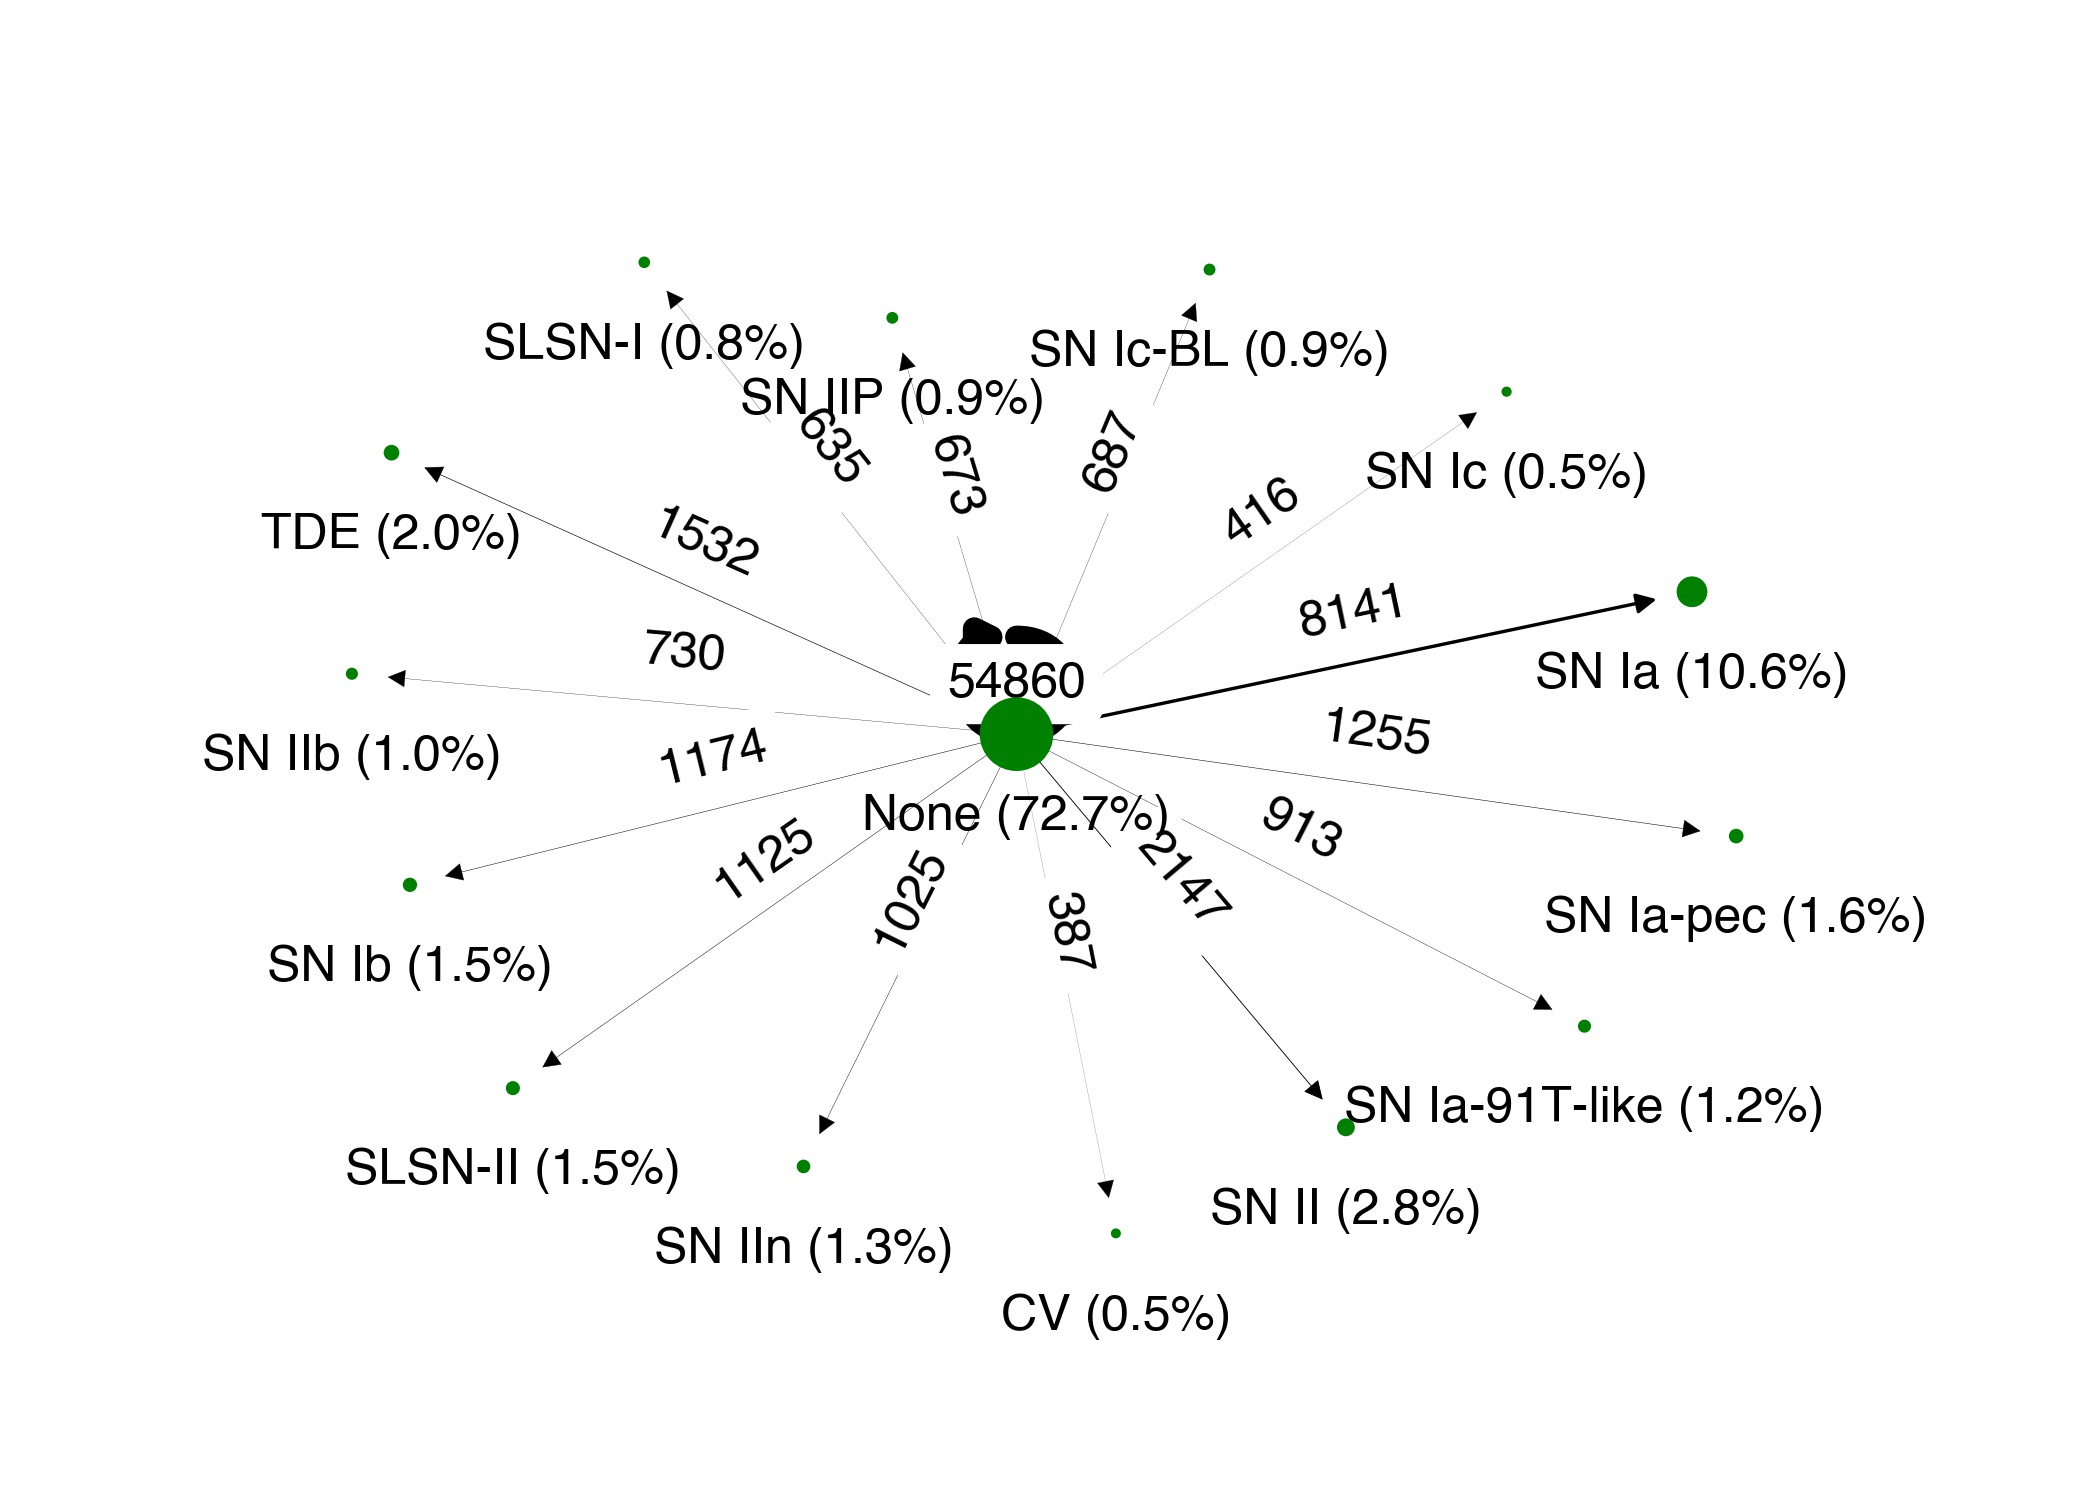 SLSN-I (0.8%)
SN IIP (0.9%)
SN Ic-BL (0.9%)
635
673
687
SN Ic (0.5%)
416
TDE (2.0%)
1532
8141
SN Ia (10.6%)
730
54860
SN IIb (1.0%)
1174
1255
None (72.7%)
913
SN Ia-pec (1.6%)
1125
1025
387
2147
SN Ib (1.5%)
SN Ia-91T-like (1.2%)
SLSN-II (1.5%)
SN II (2.8%)
SN IIn (1.3%)
CV (0.5%)